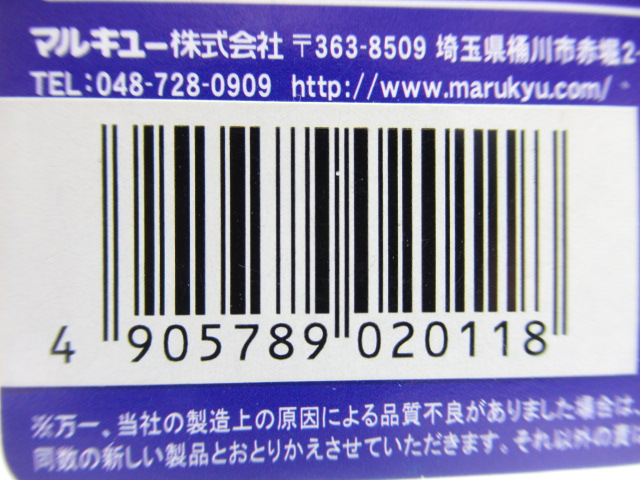 マルキユー株式会社 〒363-8509 埼玉県桶川市赤堀2-
TEL:048-728-0909 http://www.marukyu.com/
4 905789 020118
※万一、当社の製造上の原因による品質不良がありました場合は、
同数の新しい製品とおとりかえさせていただきます。それ以外の責